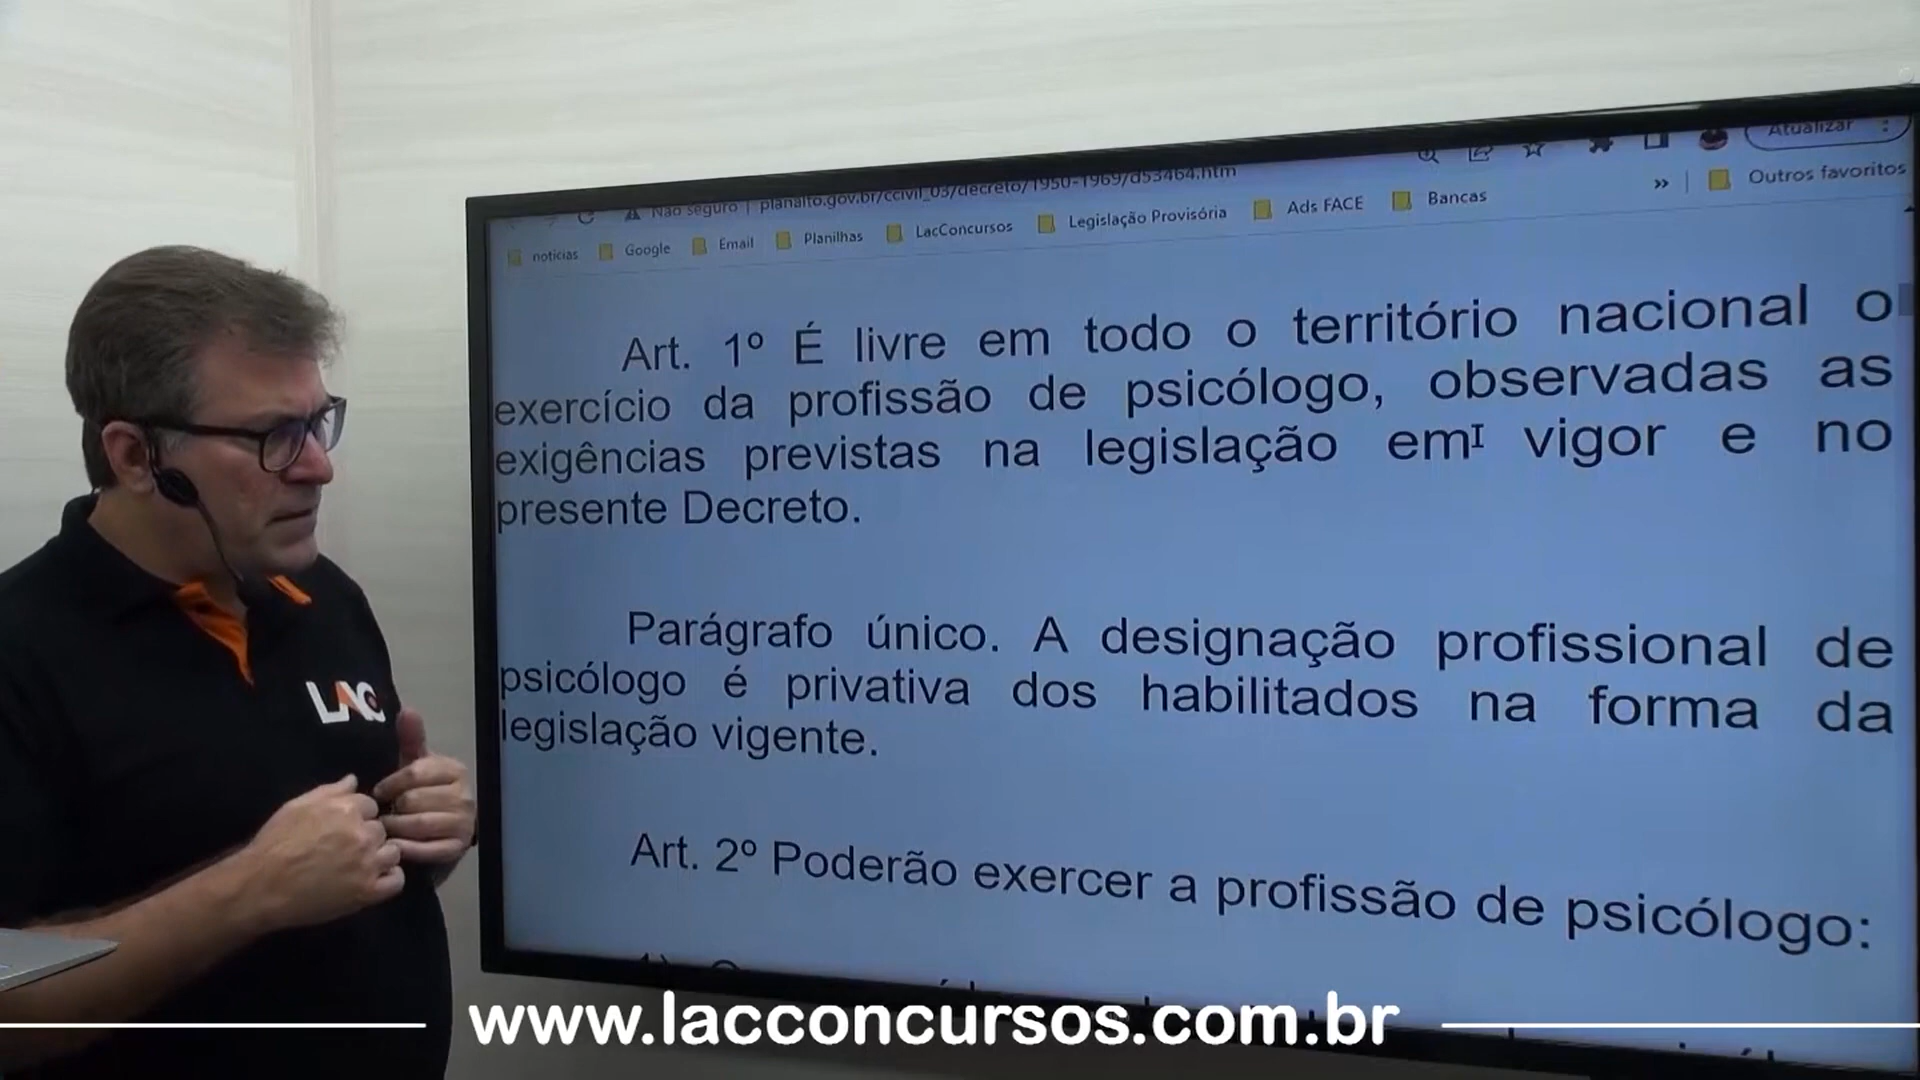 Atualizar
Não seguro | planalto.gov.br/ccivil_03/decreto/1950-1969/d53464.htm
notícias Google Email Planilhas LacConcursos Legislação Provisória Ads FACE Bancas » Outros favoritos
Art. 1º É livre em todo o território nacional o
exercício da profissão de psicólogo, observadas as
exigências previstas na legislação em vigor e no
presente Decreto.
Parágrafo único. A designação profissional de
psicólogo é privativa dos habilitados na forma da
legislação vigente.
Art. 2º Poderão exercer a profissão de psicólogo:
LAC
www.lacconcursos.com.br